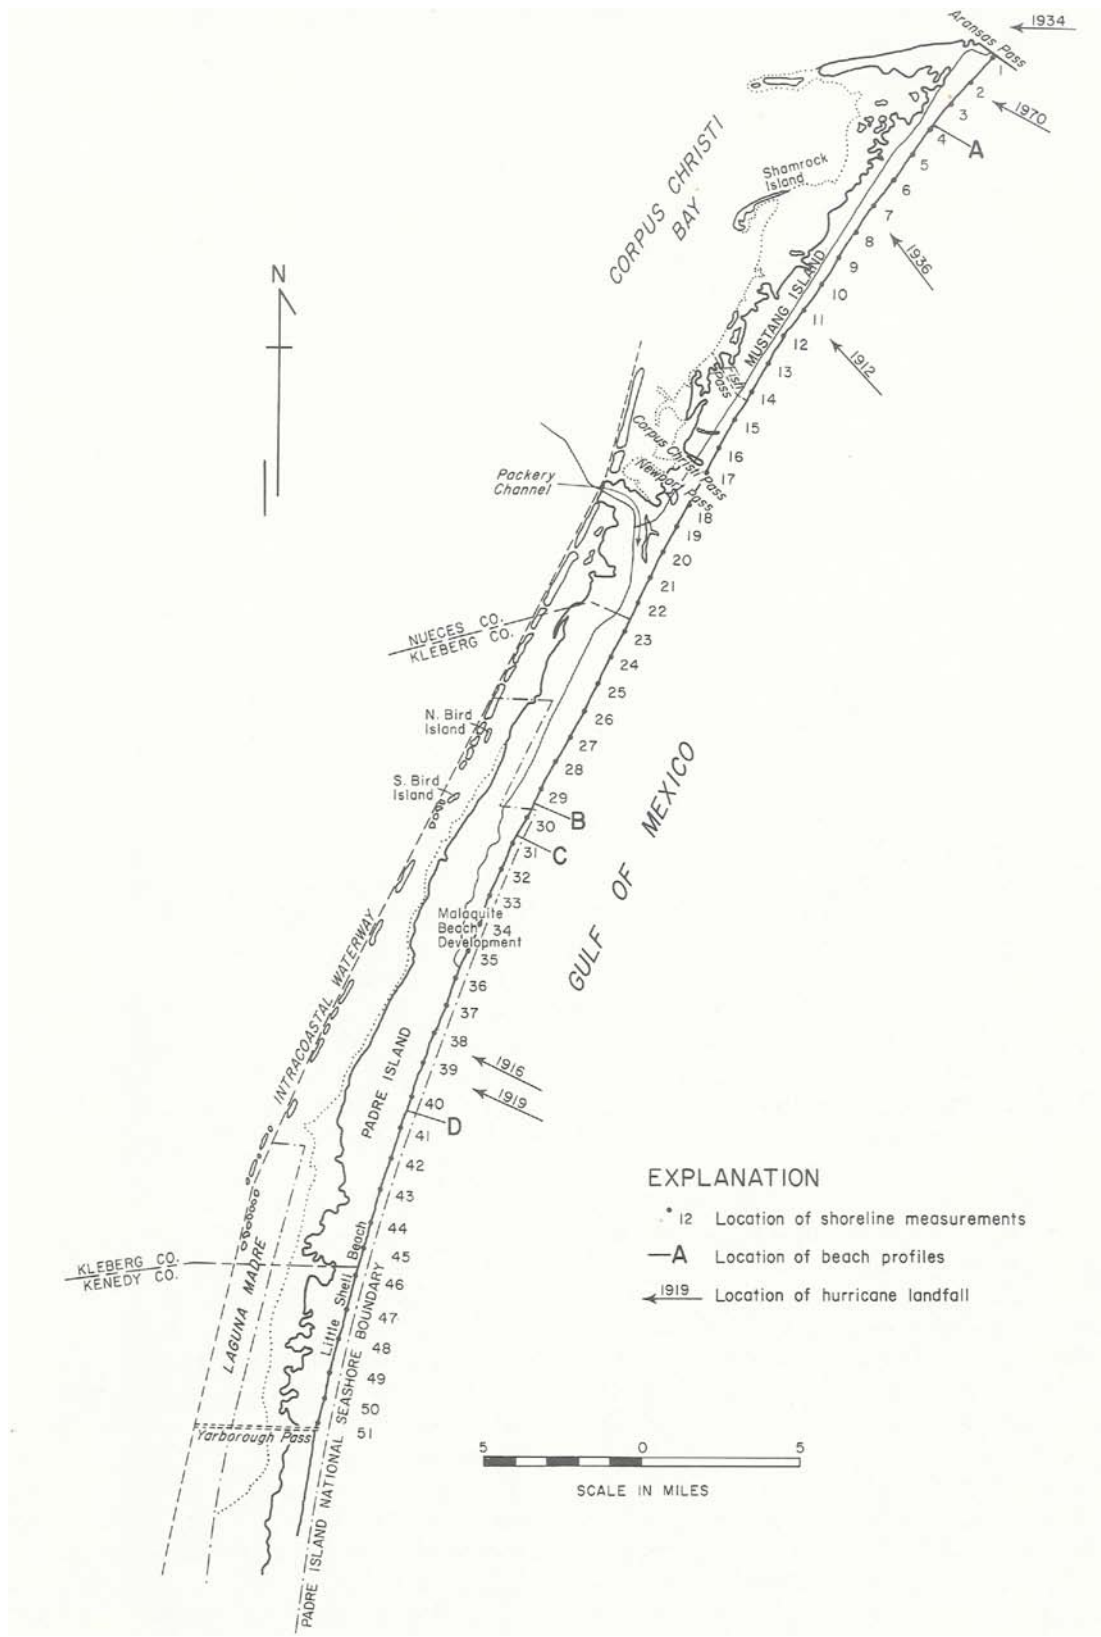 1934
Aransas Pass
1
2
3
1970
4
A
5
6
7
8
9
10
11
12
13
14
15
16
17
18
19
20
21
22
23
24
25
26
27
28
29
B
30
31
C
32
33
34
35
36
37
38
39
40
D
41
42
43
44
45
46
47
48
49
50
51
CORPUS CHRISTI
BAY
Shamrock
Island
1936
1912
MUSTANG ISLAND
Fish
Pass
N
Corpus Christi Pass
Newport Pass
Packery
Channel
NUECES CO.
KLEBERG CO.
N. Bird
Island
S. Bird
Island
GULF OF MEXICO
Malaquite
Beach
Development
INTRACOASTAL WATERWAY
PADRE ISLAND
1916
1919
KLEBERG CO.
KENEDY CO.
LAGUNA MADRE
Little Shell Beach
PADRE ISLAND NATIONAL SEASHORE BOUNDARY
Yarborough Pass
EXPLANATION
12 Location of shoreline measurements
A Location of beach profiles
1919 Location of hurricane landfall
5 0 5
SCALE IN MILES